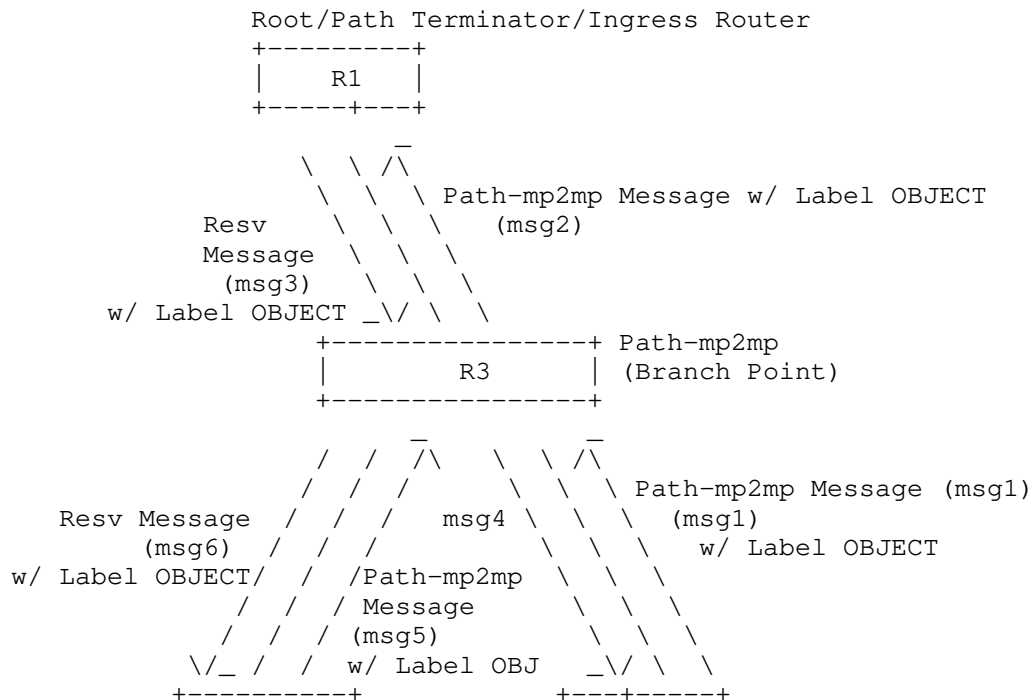 Root/Path Terminator/Ingress Router
R1
Path-mp2mp Message w/ Label OBJECT
Resv (msg2)
Message
(msg3)
w/ Label OBJECT
Path-mp2mp
R3 (Branch Point)
Path-mp2mp Message (msg1)
Resv Message msg4 (msg1)
(msg6) w/ Label OBJECT
w/ Label OBJECT Path-mp2mp
Message
(msg5)
w/ Label OBJ